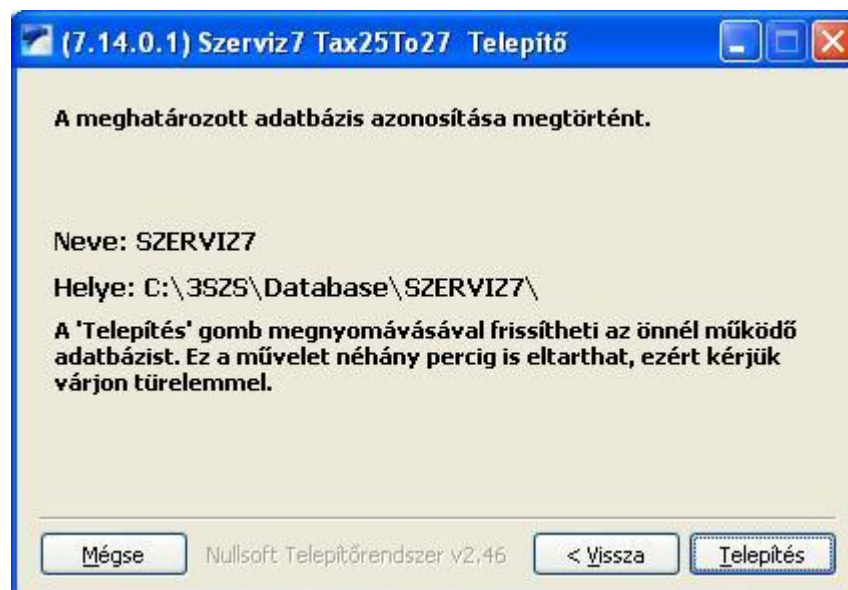 (7.14.0.1) Szerviz7 Tax25To27 Telepítő
A meghatározott adatbázis azonosítása megtörtént.
Neve: SZERVIZ7
Helye: C:\3SZS\Database\SZERVIZ7\
A 'Telepítés' gomb megnyomávásával frissítheti az önnél működő
adatbázist. Ez a művelet néhány percig is eltarthat, ezért kérjük
várjon türelemmel.
Mégse
Nullsoft Telepítőrendszer v2.46
< Vissza
Telepítés